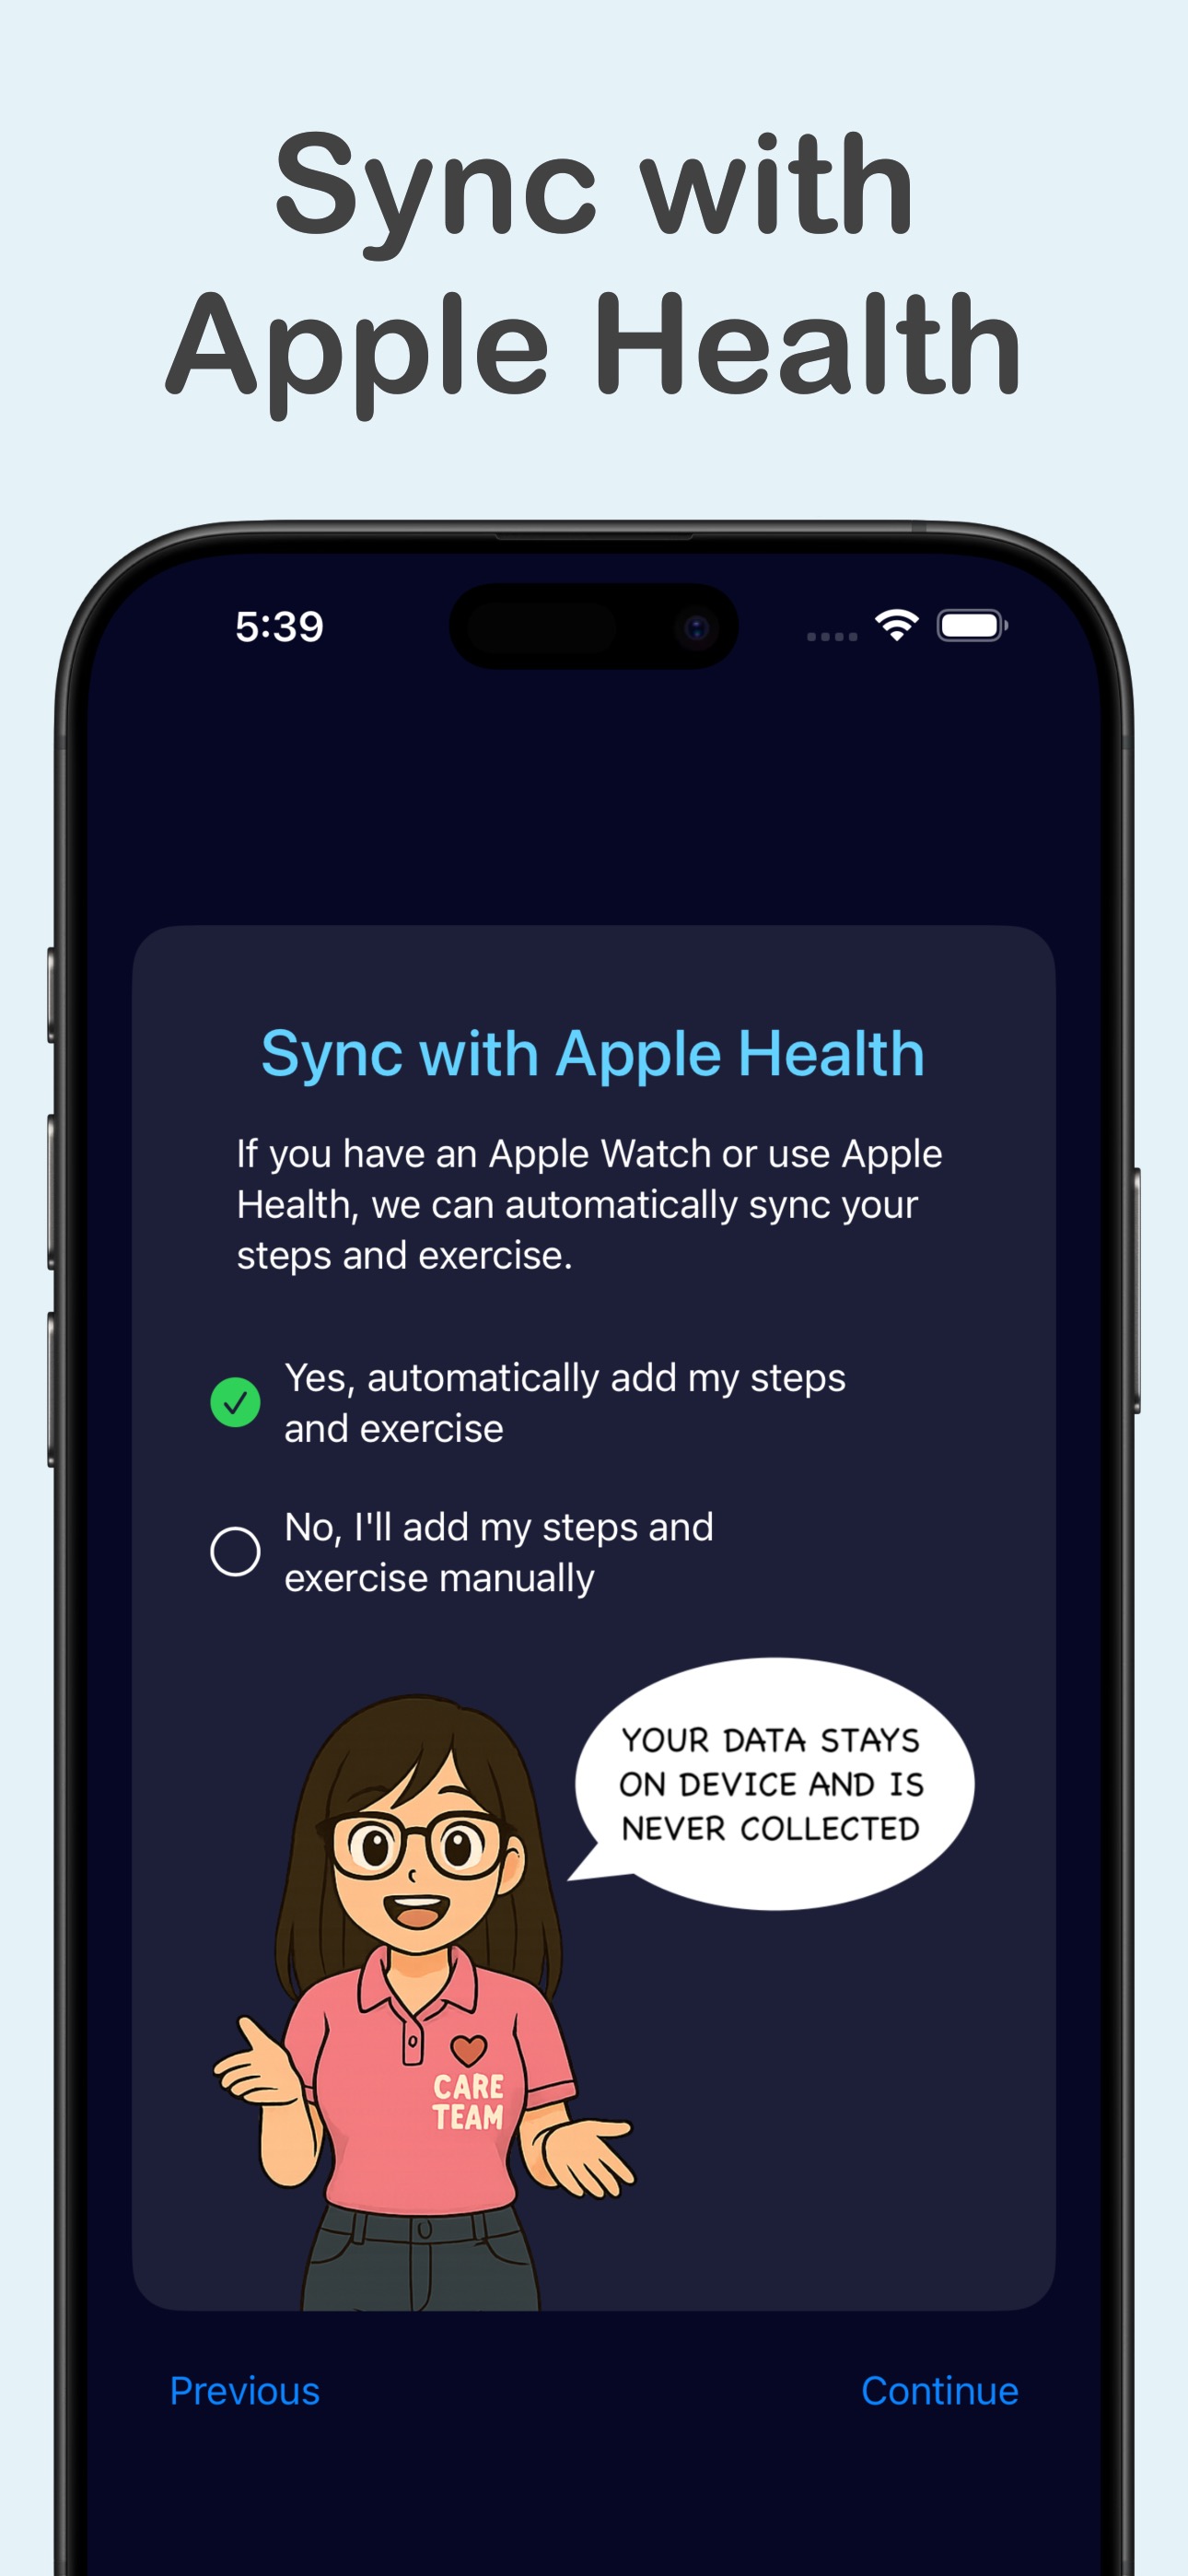 Sync with
Apple Health
5:39
Sync with Apple Health
If you have an Apple Watch or use Apple
Health, we can automatically sync your
steps and exercise.
Yes, automatically add my steps
and exercise
No, I'll add my steps and
exercise manually
YOUR DATA STAYS
ON DEVICE AND IS
NEVER COLLECTED
CARE
TEAM
Previous
Continue